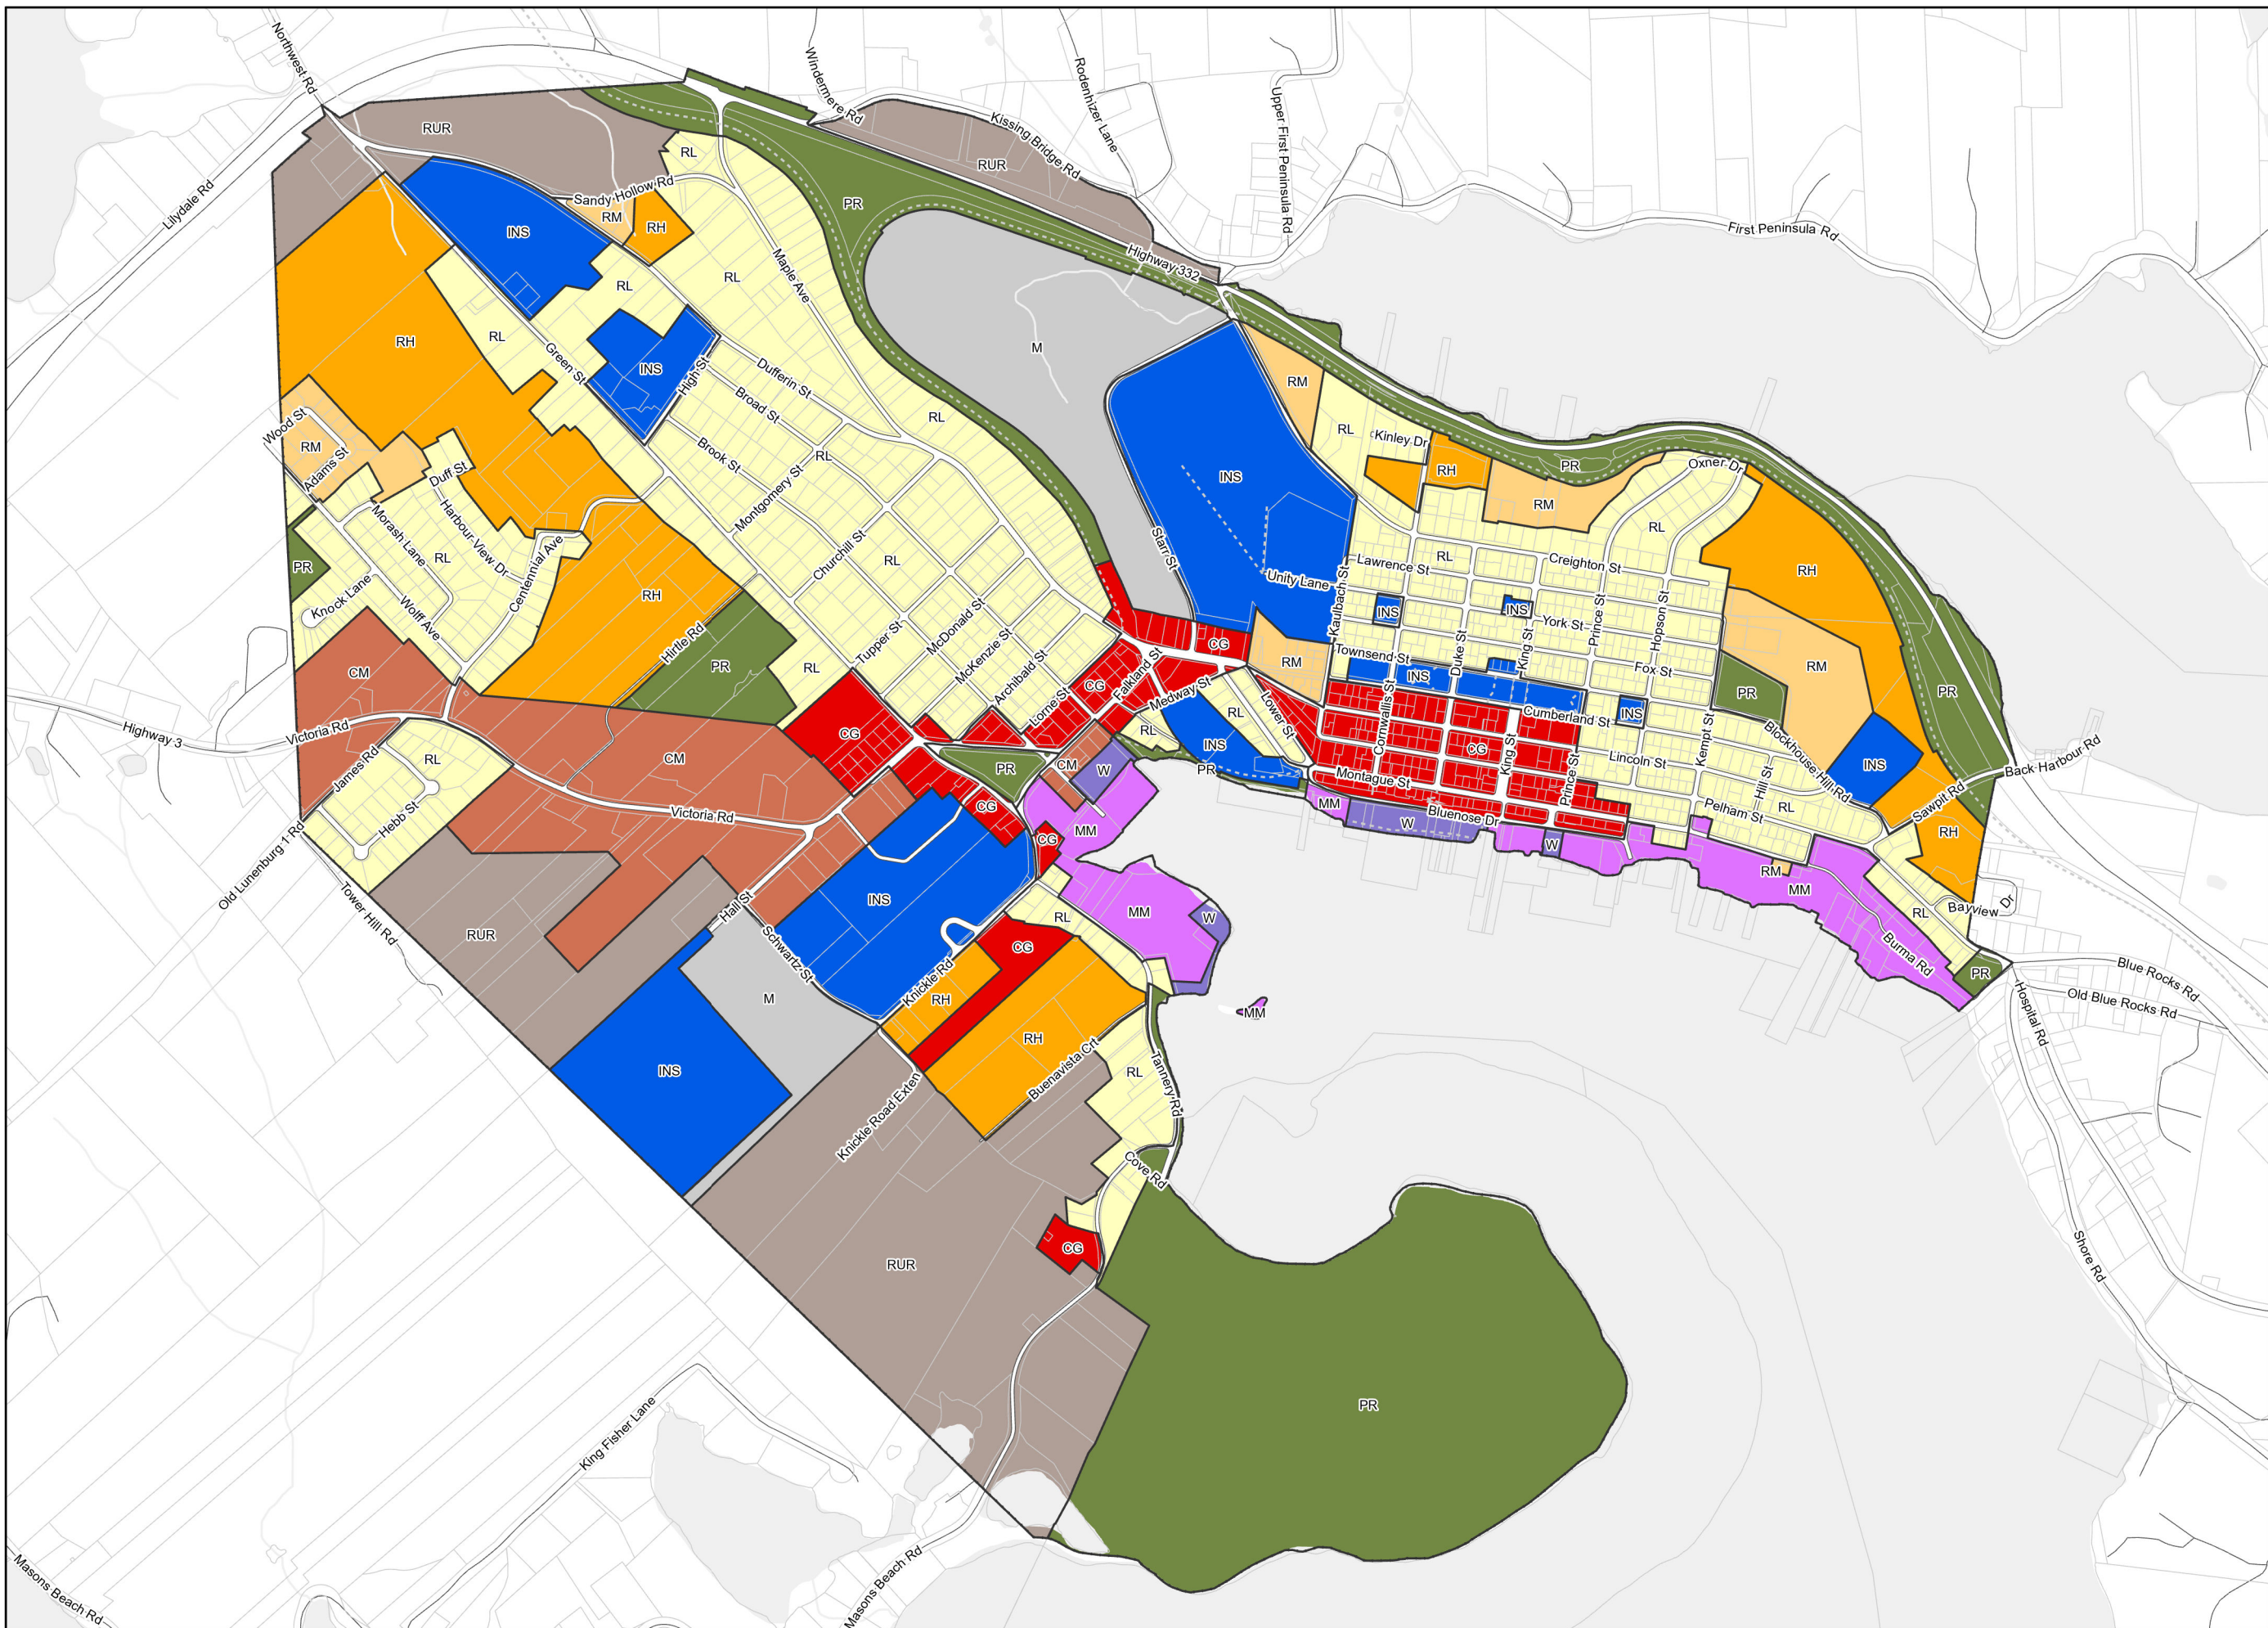 Northwest Rd
Windermere Rd
Rodenhizer Lane
Upper First Peninsula Rd
Kissing Bridge Rd
RUR
RL
RUR
Lilydale Rd
Sandy Hollow Rd
PR
RM
RH
INS
First Peninsula Rd
Highway 332
Maple Ave
RL
RL
RH
RL
Green St
M
INS
High St
Dufferin St
RM
Broad St
RL
RL
Kinley Dr
Wood St
RM
Adams St
Brook St
RL
Duff St
INS
RH
PR
Oxner Dr
RM
Montgomery St
Harbour View Dr
Morash Lane
RL
RL
Starr St
Churchill St
Centennial Ave
RL
RL
Lawrence St
Creighton St
PR
Knock Lane
Wolff Ave
RH
Unity Lane
Kaulbach St
RH
INS
INS
York St
Prince St
Hopson St
McDonald St
McKenzie St
Tupper St
Hirtle Rd
CM
PR
RL
Archibald St
CG
Falkland St
RM
Townsend St
INS
Duke St
King St
Fox St
RM
PR
PR
CG
Lorne St
Medway St
Lower St
RL
Cornwallis St
Cumberland St
INS
Kempt St
Blockhouse Hill Rd
Highway 3
Victoria Rd
James Rd
RL
CM
CG
RL
INS
PR
CM
W
PR
CG
King St
Lincoln St
INS
Back Harbour Rd
Hebb St
Victoria Rd
CG
MM
CG
MM
Montague St
W
Bluenose Dr
Prince St
W
Pelham St
Hill St
RL
Sawpit Rd
RH
Old Lunenburg 1 Rd
Tower Hill Rd
RUR
Hall St
INS
RL
MM
W
RM
MM
RL
Bayview Dr
Schwartz St
CG
Knickle Rd
RH
M
MM
Burma Rd
PR
Blue Rocks Rd
Old Blue Rocks Rd
Hospital Rd
INS
RH
Buenavista Crt
RL
Tannery Rd
Knickle Road Exten
Cove Rd
CG
RUR
Shore Rd
PR
King Fisher Lane
Masons Beach Rd
Masons Beach Rd